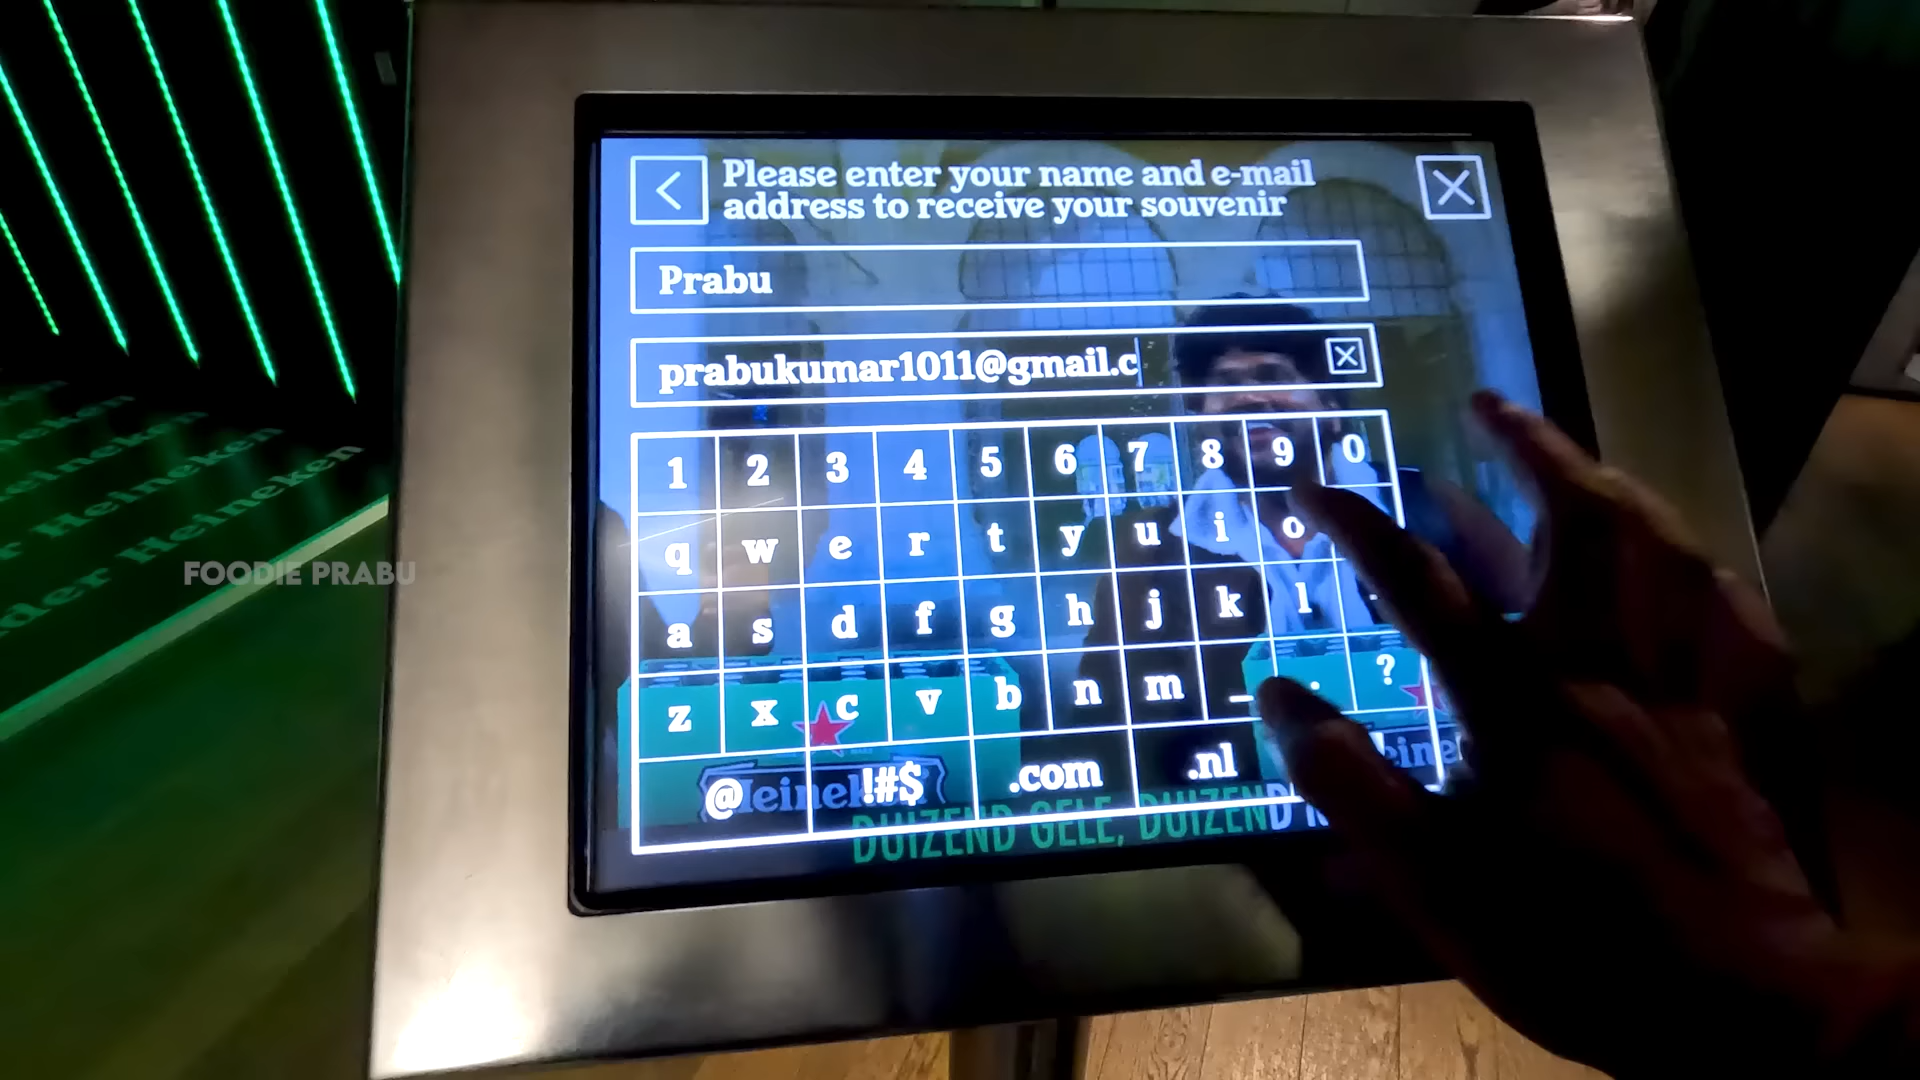 Please enter your name and e-mail
address to receive your souvenir
Prabu
prabukumar1011@gmail.c
1 2 3 4 5 6 7 8 9 0
q w e r t y u i o
a s d f g h j k l
z x c v b n m _ . ?
@ !#$ .com .nl
Heineken
DUIZEND GELE, DUIZEND
FOODIE PRABU
Heineken
Heineken
Heineken